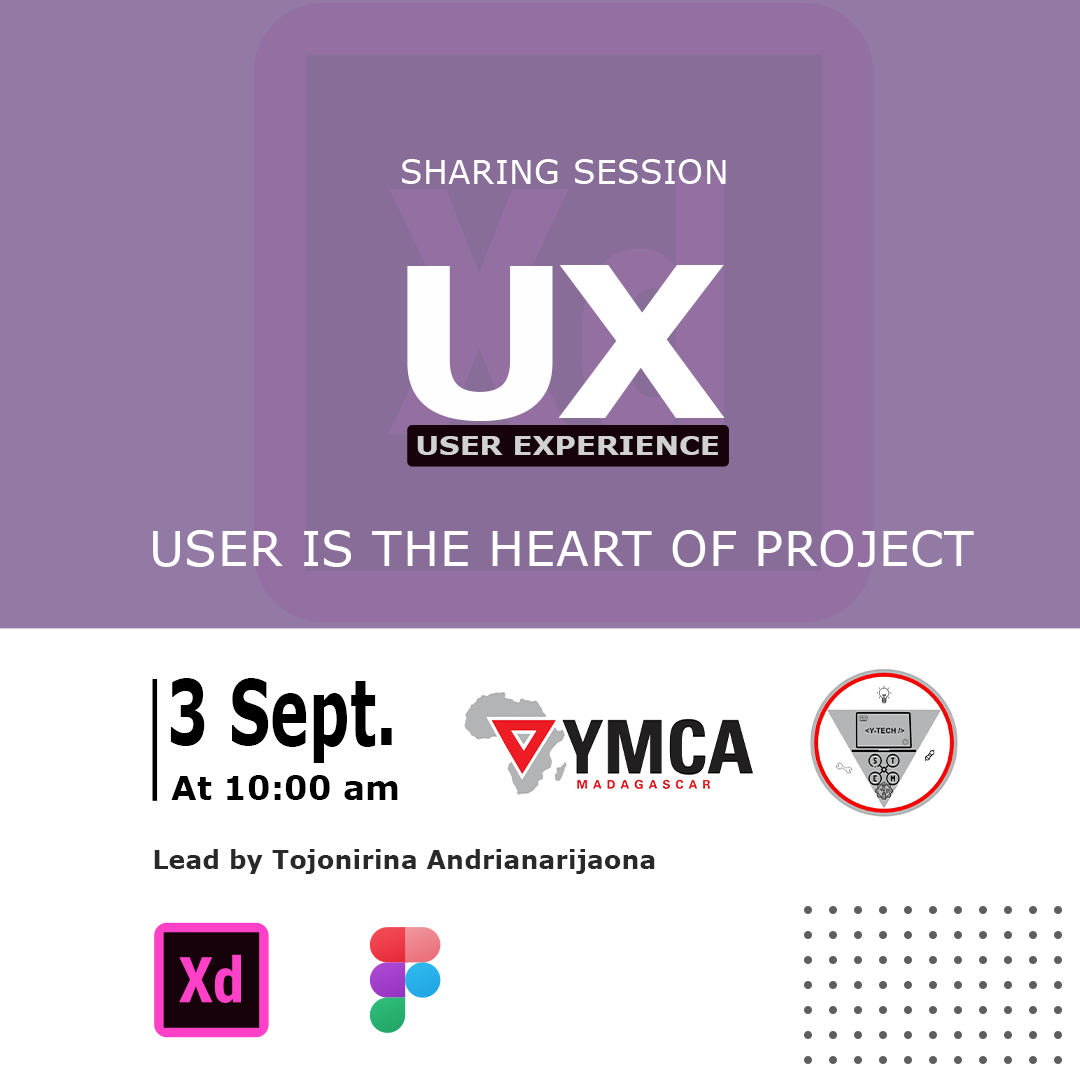 SHARING SESSION
UX
USER EXPERIENCE
USER IS THE HEART OF PROJECT
3 Sept.
At 10:00 am
YMCA
MADAGASCAR
<Y-TECH />
S T
E M
Lead by Tojonirina Andrianarijaona
Xd
Xd